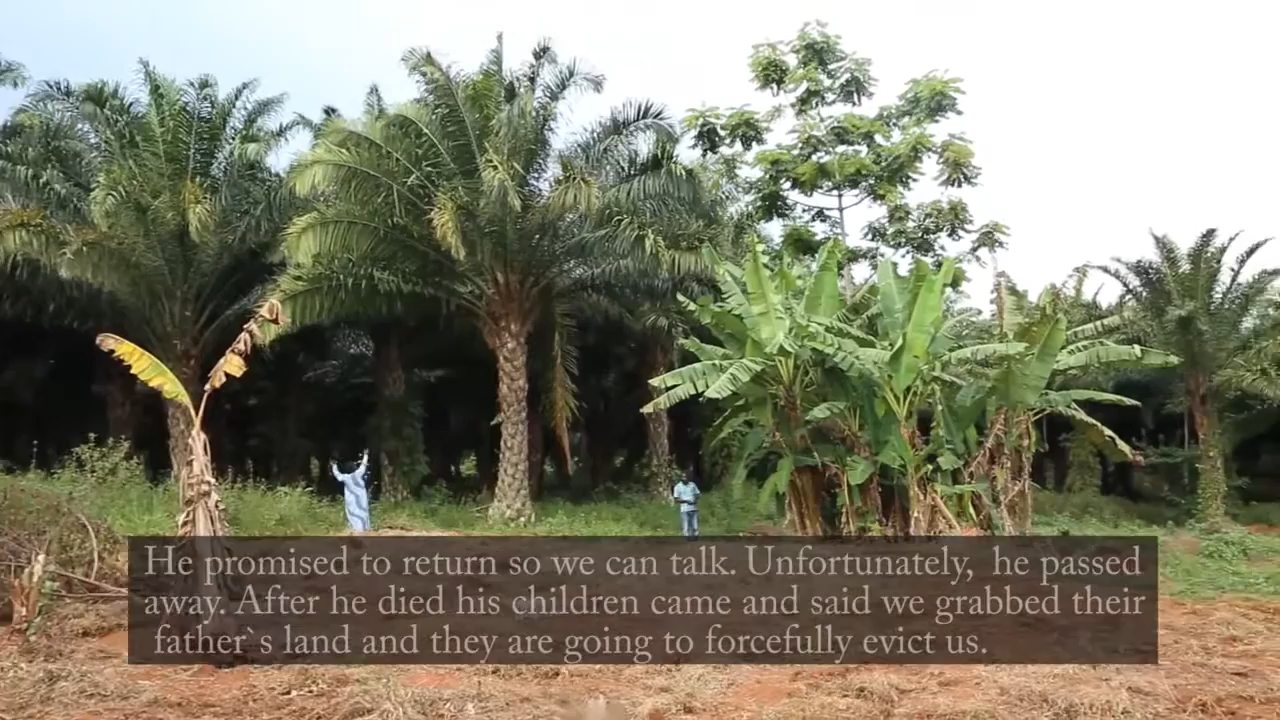 He promised to return so we can talk. Unfortunately,  he passed
away. After he died his children came and said we grabbed their
father`s land and they are going to forcefully evict us.